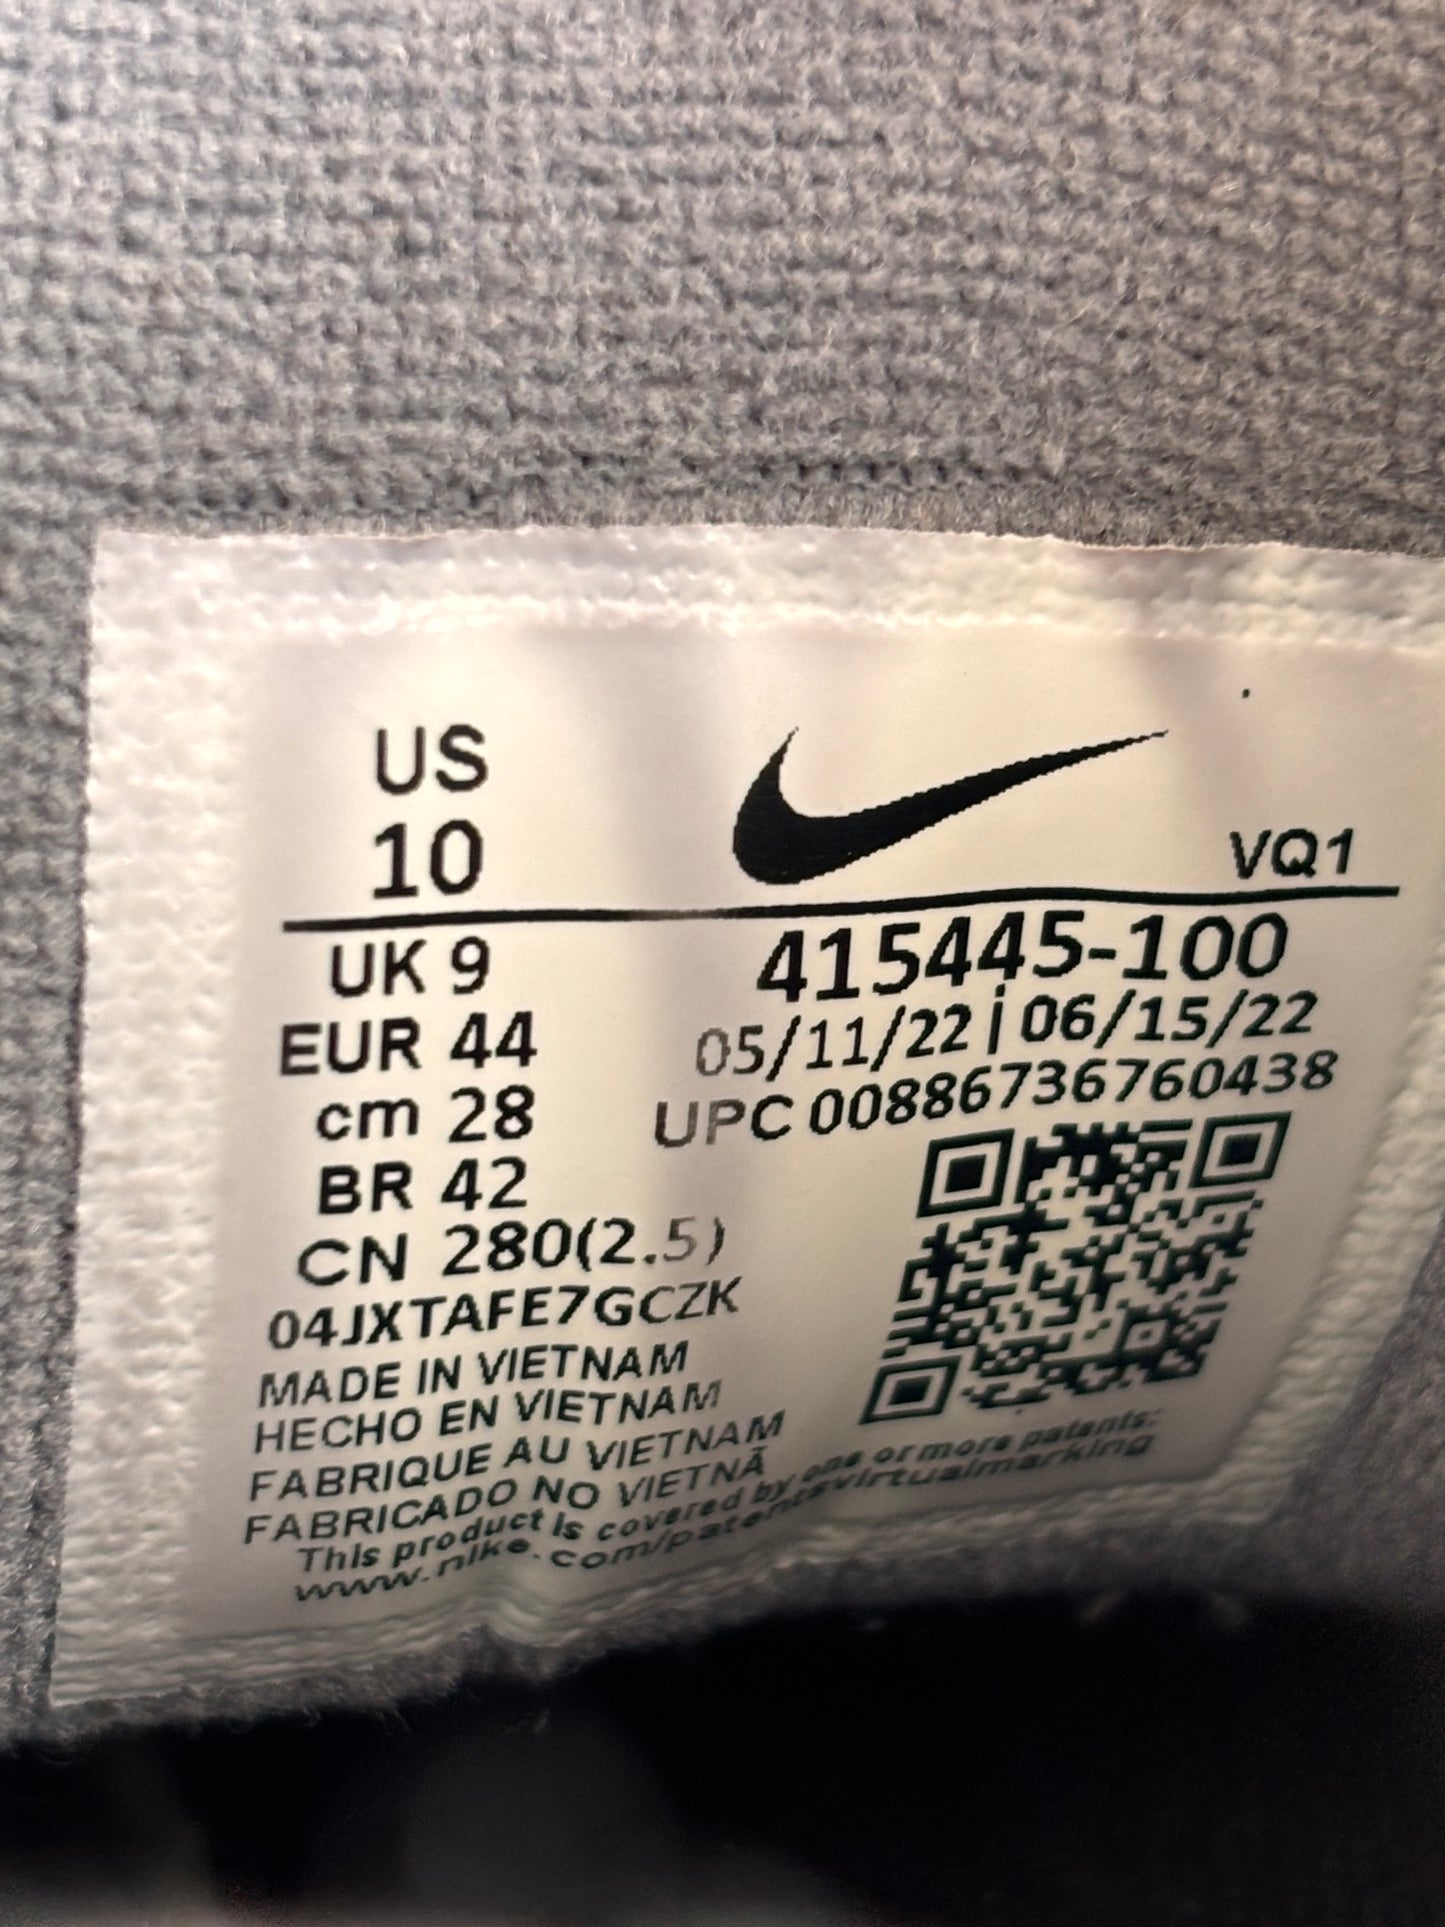 US
10
VQ1
UK 9
EUR 44
cm 28
BR 42
CN 280(2.5)
415445-100
05/11/22 | 06/15/22
UPC 00886736760438
04JXTAFE7GCZK
MADE IN VIETNAM
HECHO EN VIETNAM
FABRIQUE AU VIETNAM
FABRICADO NO VIETNÃ
This product is covered by one or more patents:
www.nike.com/patentsvirtualmarking